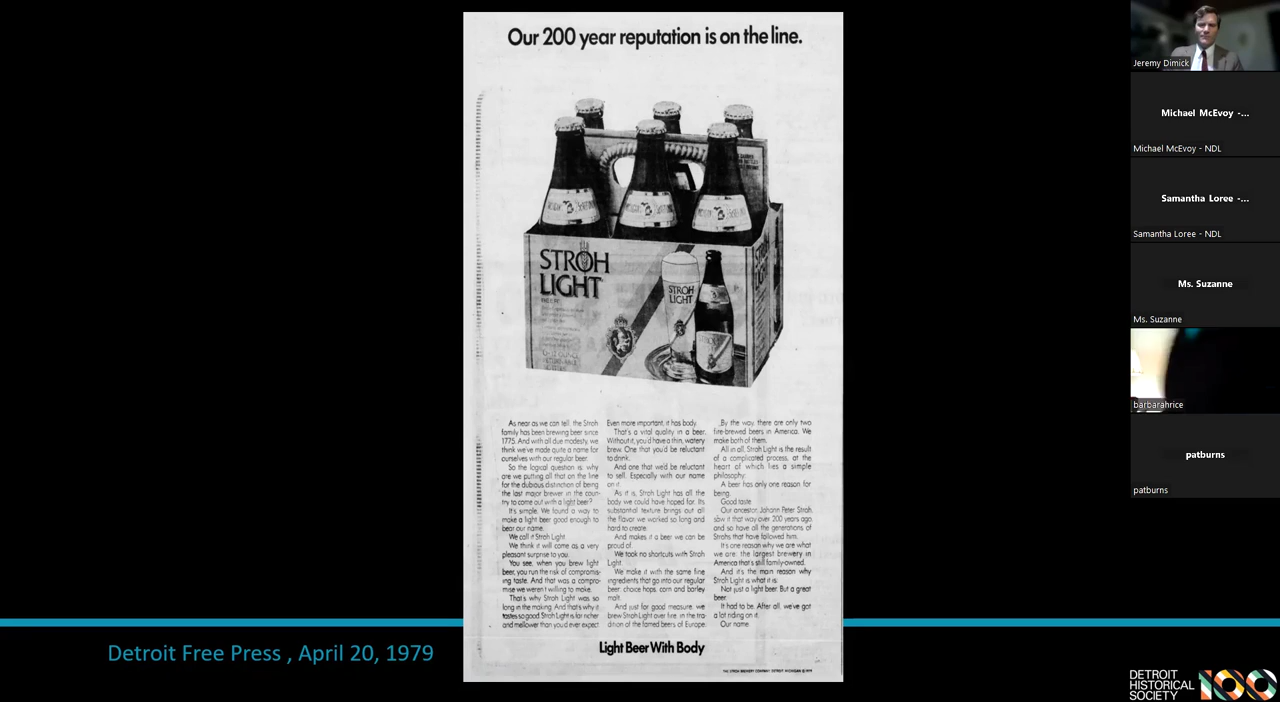 Our 200 year reputation is on the line.
STROH
LIGHT
BEER
STROH
LIGHT
As near as we can tell, the Stroh
family has been brewing beer since
1775. And with all due modesty, we
think we've made quite a name for
ourselves with our regular beer.
So the logical question is why
are we putting all that on the line
for the dubious distinction of being
the last major brewer in the coun-
try to come out with a light beer?
It's simple. We found a way to
make a light beer good enough to
bear our name.
We call it Stroh Light.
We think it will come as a very
pleasant surprise to you.
You see, when you brew light
beer, you run the risk of compromis-
ing taste. And that was a compro-
mise we weren't willing to make.
That's why Stroh Light was so
long in the making. And that's why it
tastes so good. Stroh Light is far richer
and mellower than you'd ever expect.
Even more important, it has body.
That's a vital quality in a beer.
Without it, you'd have a thin, watery
brew. One that you'd be reluctant
to drink.
And one that we'd be reluctant
to sell. Especially with our name
on it.
As it is, Stroh Light has all the
body we could have hoped for. Its
substantial texture brings out all
the flavor we worked so long and
hard to create.
And makes it a beer we can be
proud of.
We took no shortcuts with Stroh
Light.
We make it with the same fine
ingredients that go into our regular
beer: choice hops, corn and barley
malt.
And just for good measure, we
brew Stroh Light over fire, in the tra-
dition of the famed beers of Europe.
By the way, there are only two
fire-brewed beers in America. We
make both of them.
All in all, Stroh Light is the result
of a complicated process, at the
heart of which lies a simple
philosophy:
A beer has only one reason for
being.
Good taste.
Our ancestor, Johann Peter Stroh,
saw it that way over 200 years ago
and so have all the generations of
Strohs that have followed him.
It's one reason why we are what
we are: the largest brewery in
America that's still family-owned.
And it's the main reason why
Stroh Light is what it is.
Not just a light beer. But a great
beer.
It had to be. After all, we've got
a lot riding on it.
Our name.
Light Beer With Body
THE STROH BREWERY COMPANY, DETROIT, MICHIGAN © 1979
Detroit Free Press , April 20, 1979
Jeremy Dimick
Michael McEvoy -...
Michael McEvoy - NDL
Samantha Loree -...
Samantha Loree - NDL
Ms. Suzanne
Ms. Suzanne
barbarahrice
patburns
patburns
DETROIT
HISTORICAL
SOCIETY
100